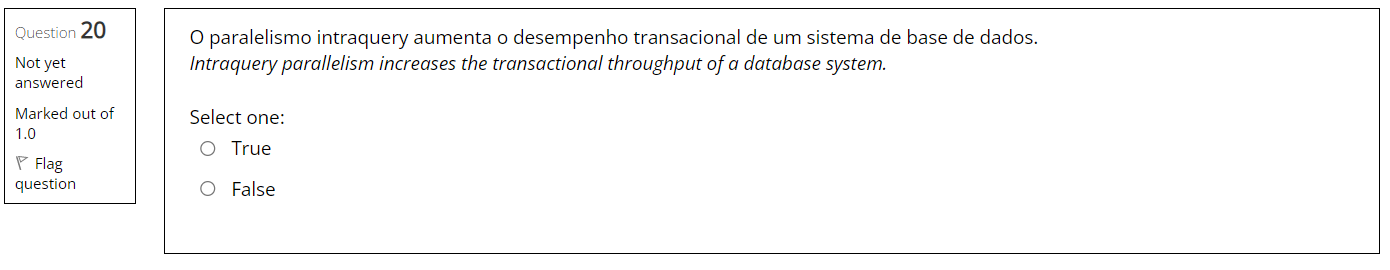 Question 20
Not yet
answered
Marked out of
1.0
Flag
question
O paralelismo intraquery aumenta o desempenho transacional de um sistema de base de dados.
Intraquery parallelism increases the transactional throughput of a database system.
Select one:
True
False